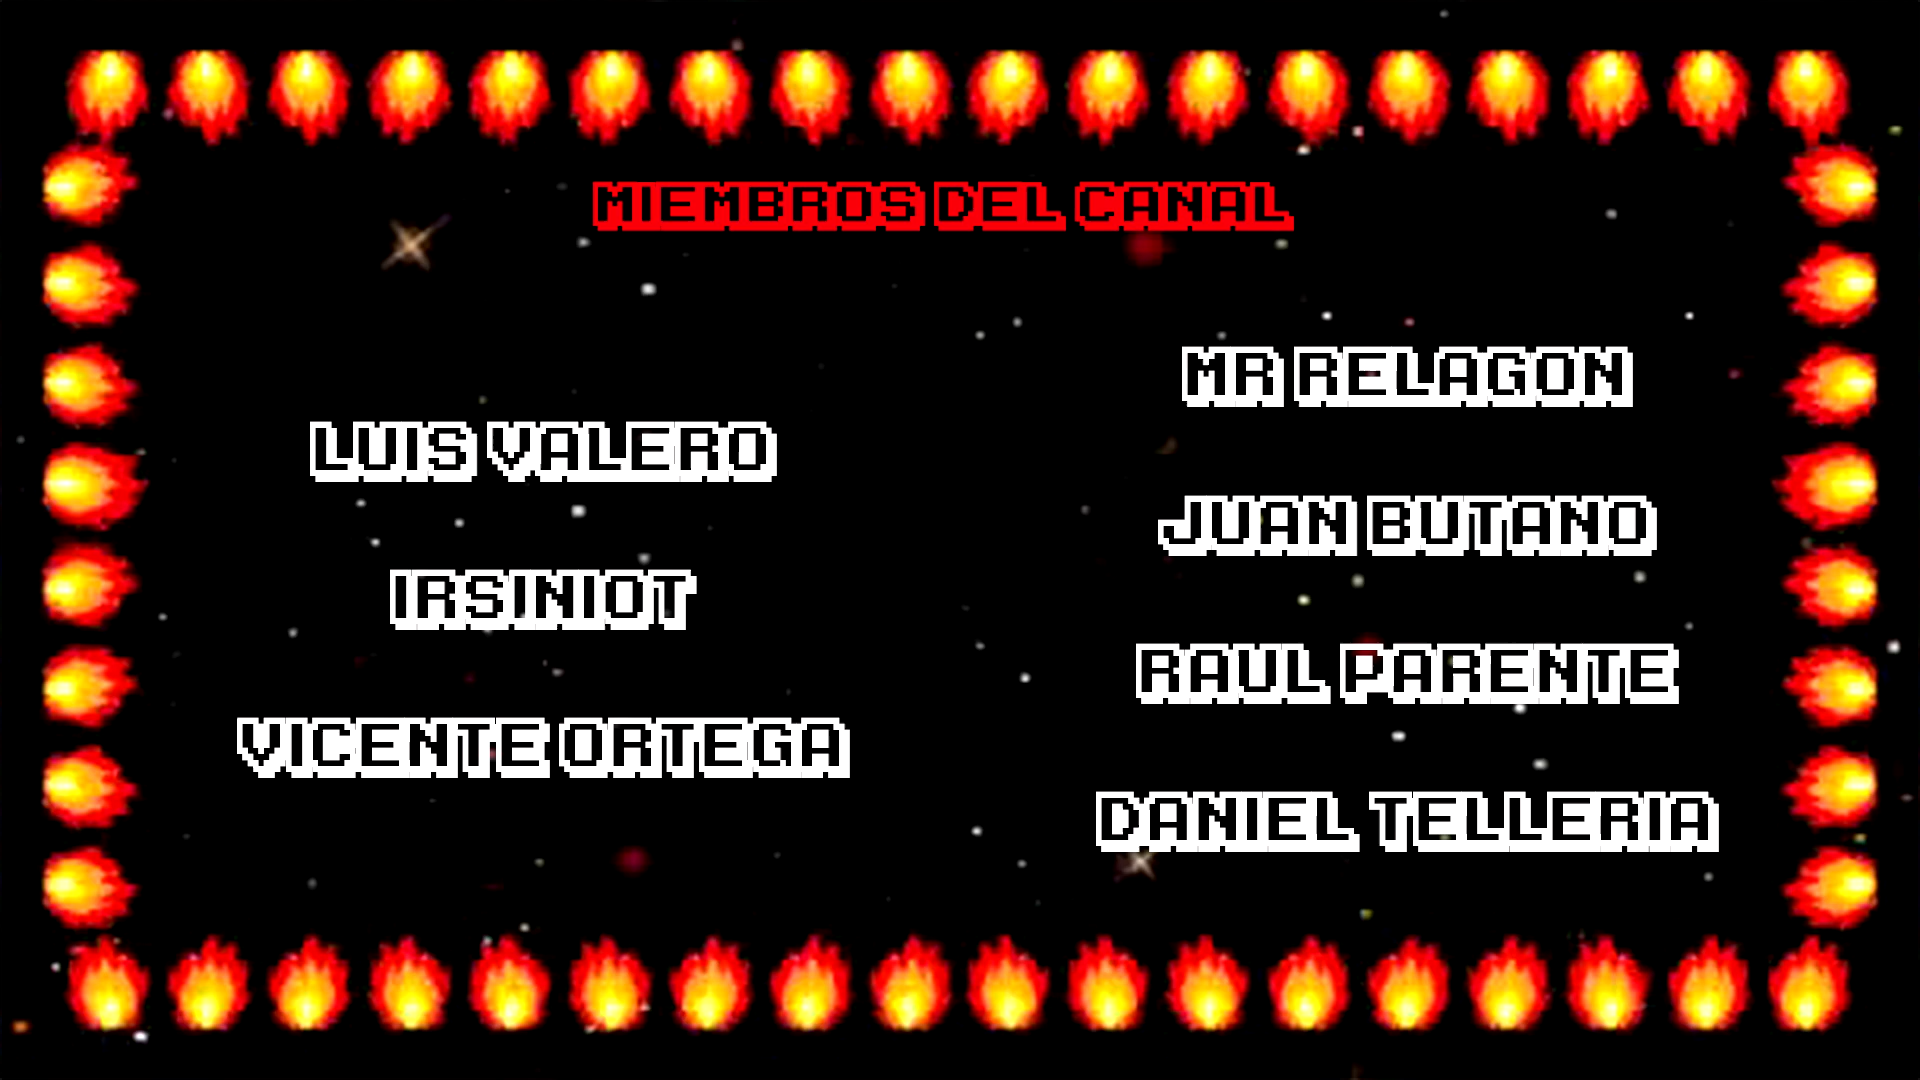 MIEMBROS DEL CANAL
LUIS VALERO
IRSINIOT
VICENTE ORTEGA
MR RELAGON
JUAN BUTANO
RAUL PARENTE
DANIEL TELLERIA